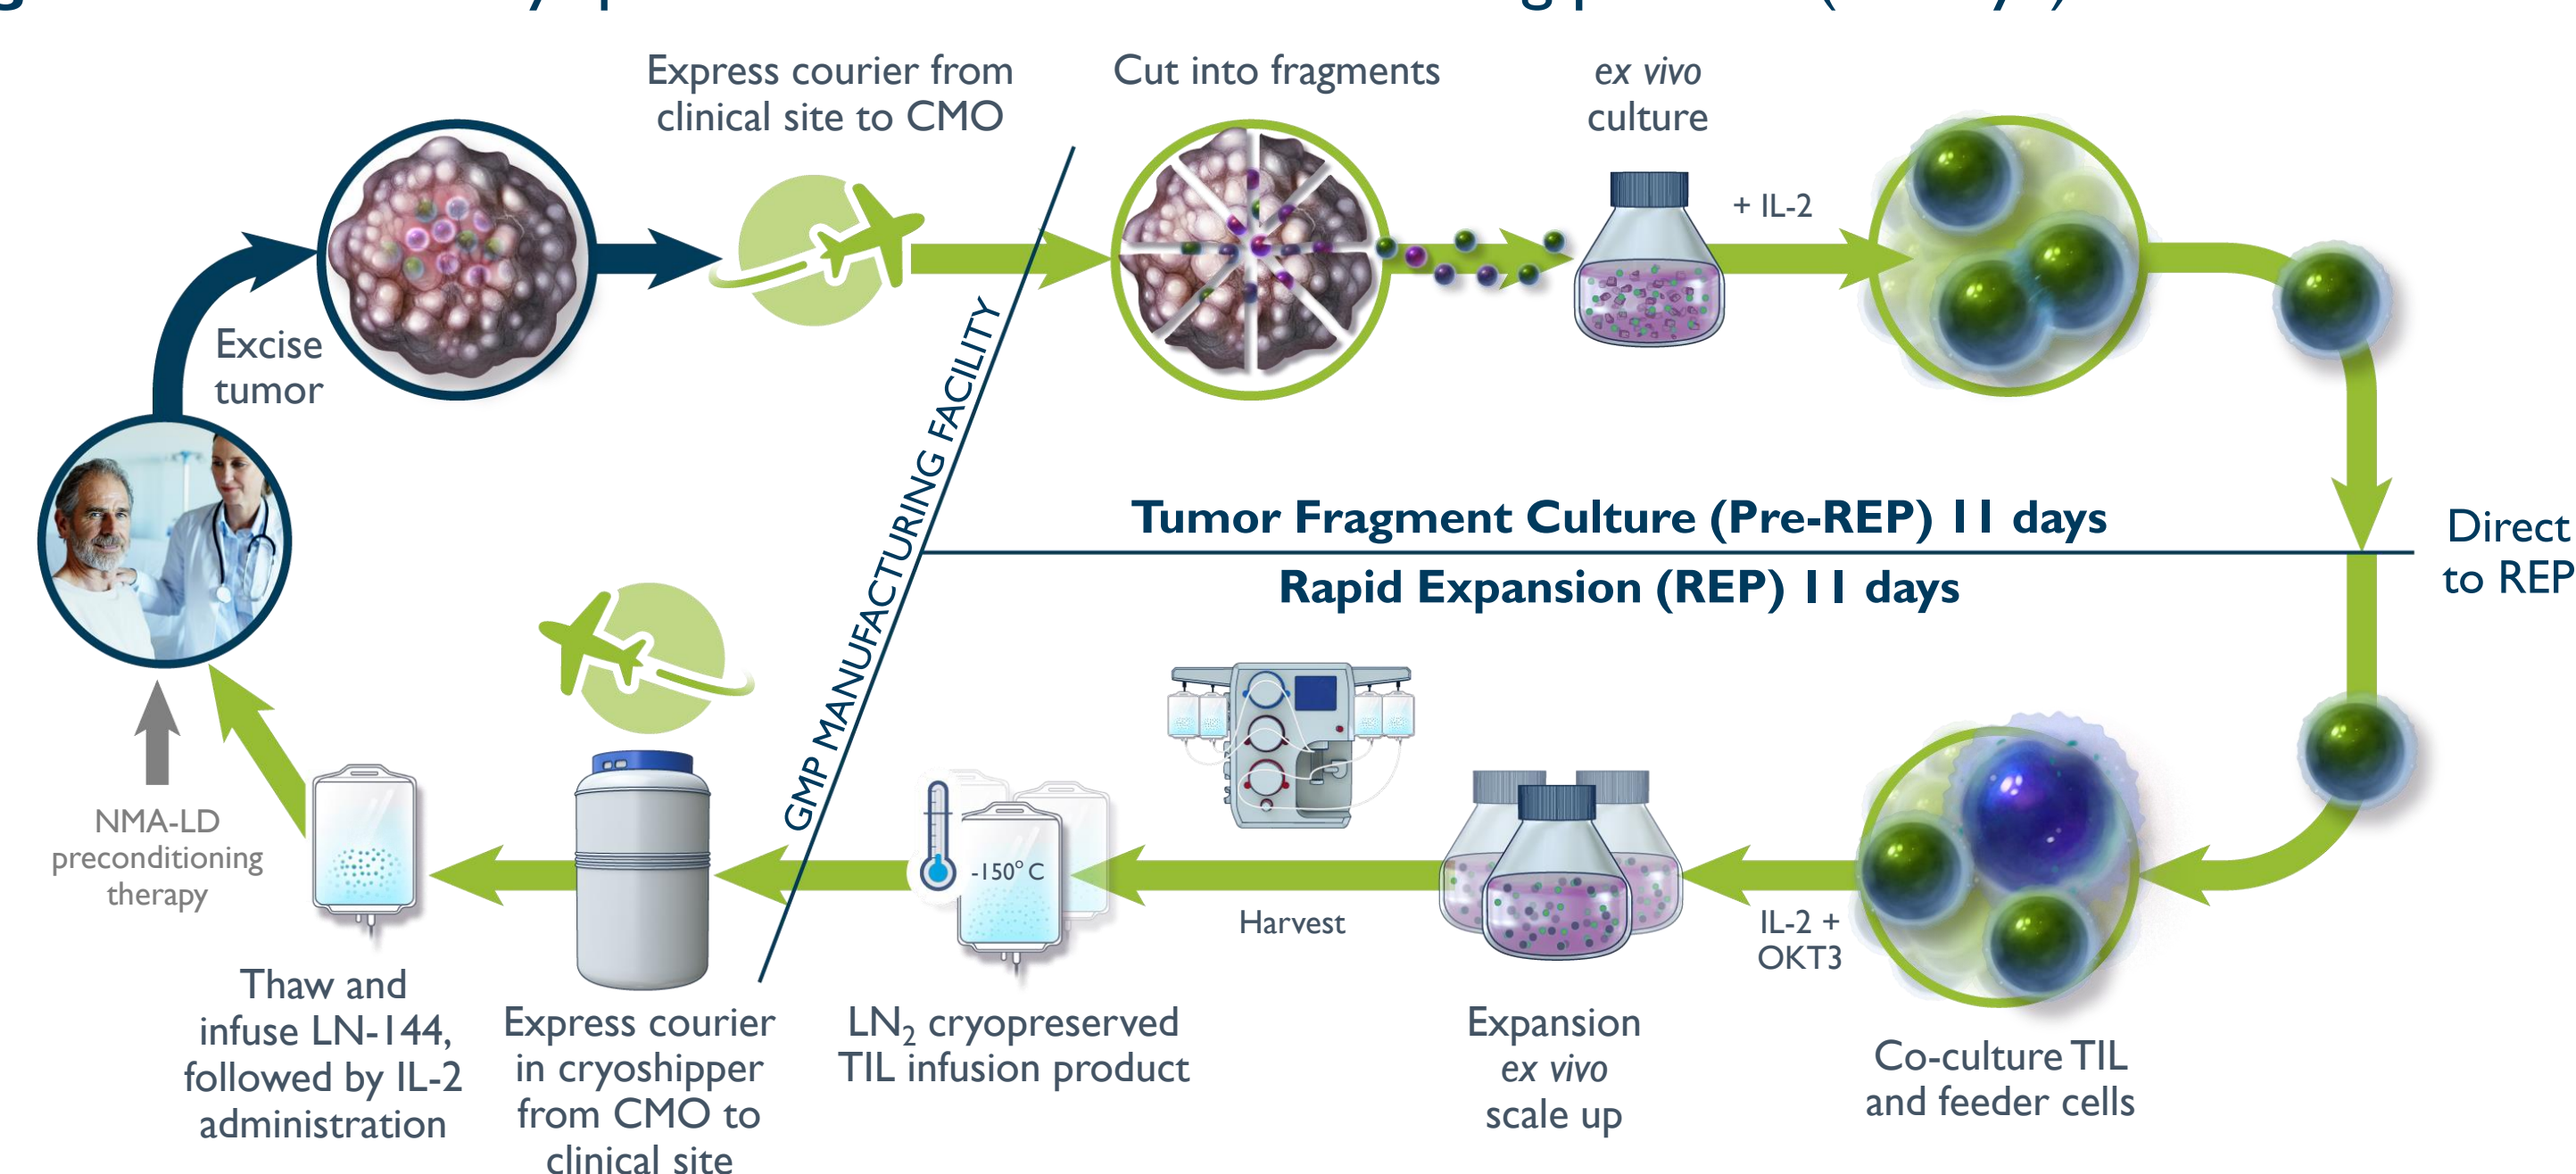 Express courier from
clinical site to CMO
Cut into fragments
ex vivo
culture
+ IL-2
Excise
tumor
GMP MANUFACTURING FACILITY
Tumor Fragment Culture (Pre-REP) 11 days
Rapid Expansion (REP) 11 days
Direct
to REP
NMA-LD
preconditioning
therapy
-150° C
Harvest
IL-2 +
OKT3
Thaw and
infuse LN-144,
followed by IL-2
administration
Express courier
in cryoshipper
from CMO to
clinical site
LN₂ cryopreserved
TIL infusion product
Expansion
ex vivo
scale up
Co-culture TIL
and feeder cells